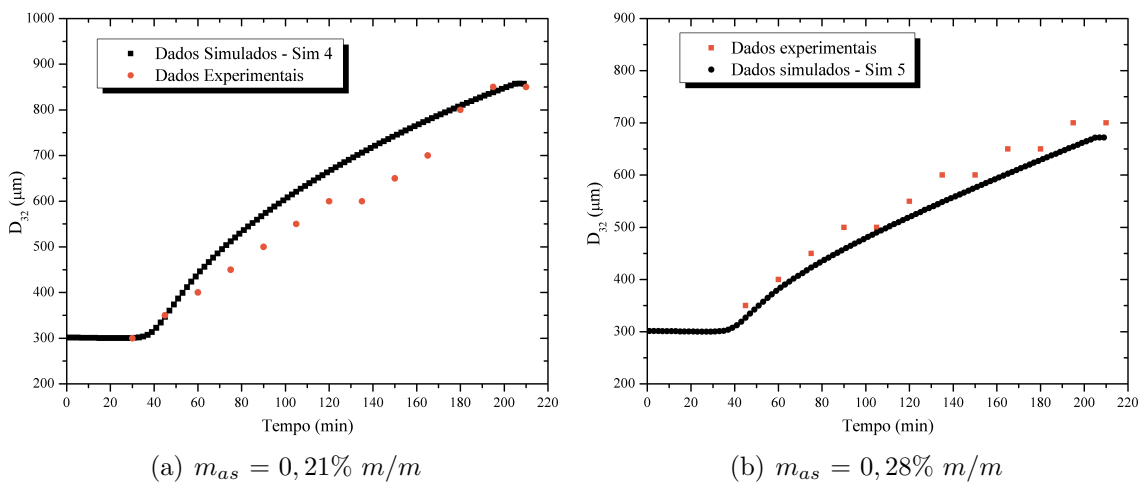 1000
900
800
700
600
500
400
300
200
D32 (μm)
Dados Simulados - Sim 4
Dados Experimentais
0 20 40 60 80 100 120 140 160 180 200 220
Tempo (min)
(a) mas = 0, 21% m/m
900
800
700
600
500
400
300
200
D32 (μm)
Dados experimentais
Dados simulados - Sim 5
0 20 40 60 80 100 120 140 160 180 200 220
Tempo (min)
(b) mas = 0, 28% m/m